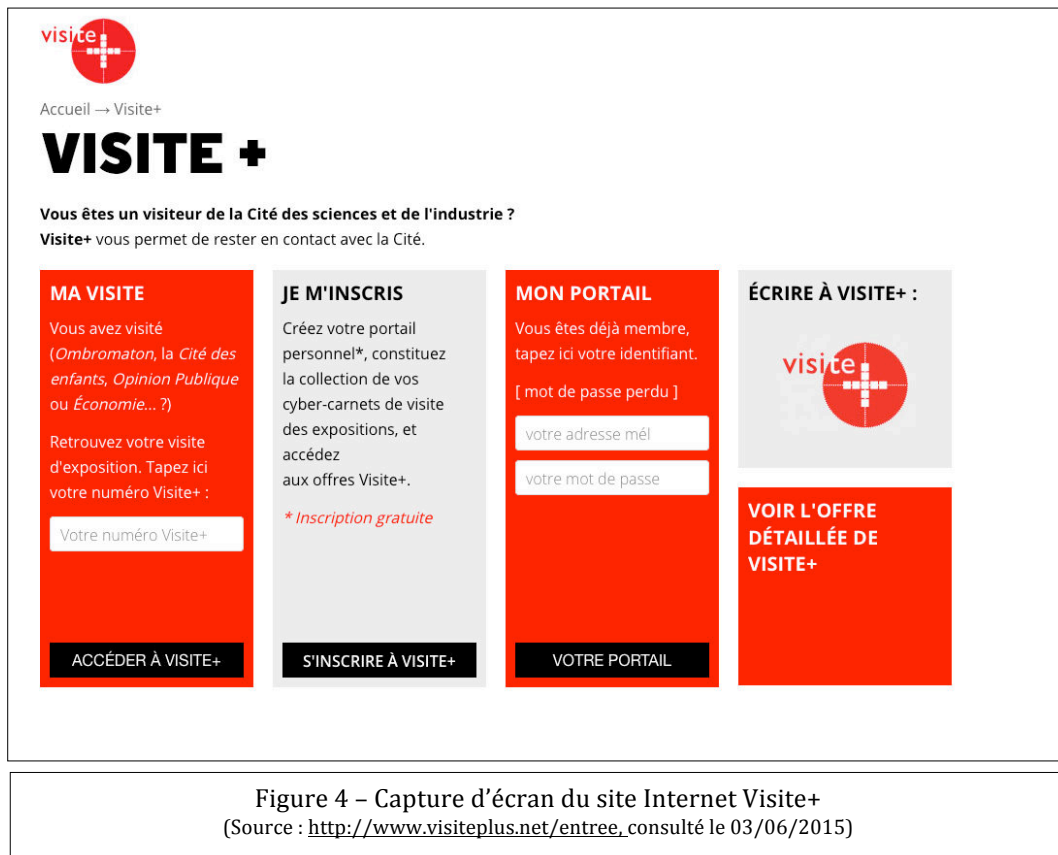 visite
Accueil → Visite+
VISITE +
Vous êtes un visiteur de la Cité des sciences et de l'industrie ?
Visite+ vous permet de rester en contact avec la Cité.
MA VISITE
Vous avez visité
(Ombromaton, la Cité des
enfants, Opinion Publique
ou Économie... ?)
Retrouvez votre visite
d'exposition. Tapez ici
votre numéro Visite+ :
Votre numéro Visite+
ACCÉDER À VISITE+
JE M'INSCRIS
Créez votre portail
personnel*, constituez
la collection de vos
cyber-carnets de visite
des expositions, et
accédez
aux offres Visite+.
* Inscription gratuite
S'INSCRIRE À VISITE+
MON PORTAIL
Vous êtes déjà membre,
tapez ici votre identifiant.
[ mot de passe perdu ]
votre adresse mél
votre mot de passe
VOTRE PORTAIL
ÉCRIRE À VISITE+ :
visite
VOIR L'OFFRE
DÉTAILLÉE DE
VISITE+
Figure 4 – Capture d’écran du site Internet Visite+
(Source : http://www.visiteplus.net/entree, consulté le 03/06/2015)